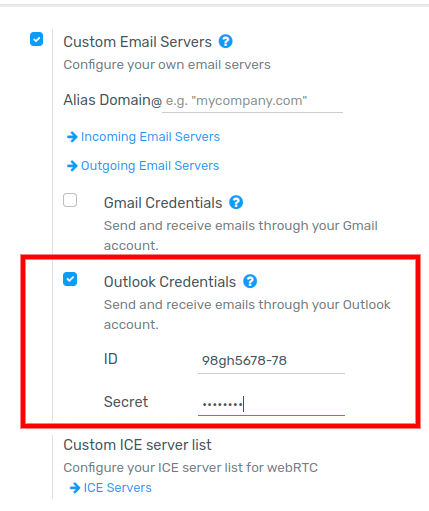 Custom Email Servers ?
Configure your own email servers
Alias Domain@ e.g. "mycompany.com"
→ Incoming Email Servers
→ Outgoing Email Servers
Gmail Credentials ?
Send and receive emails through your Gmail
account.
Outlook Credentials ?
Send and receive emails through your Outlook
account.
ID 98gh5678-78
Secret ••••••••
Custom ICE server list
Configure your ICE server list for webRTC
→ ICE Servers